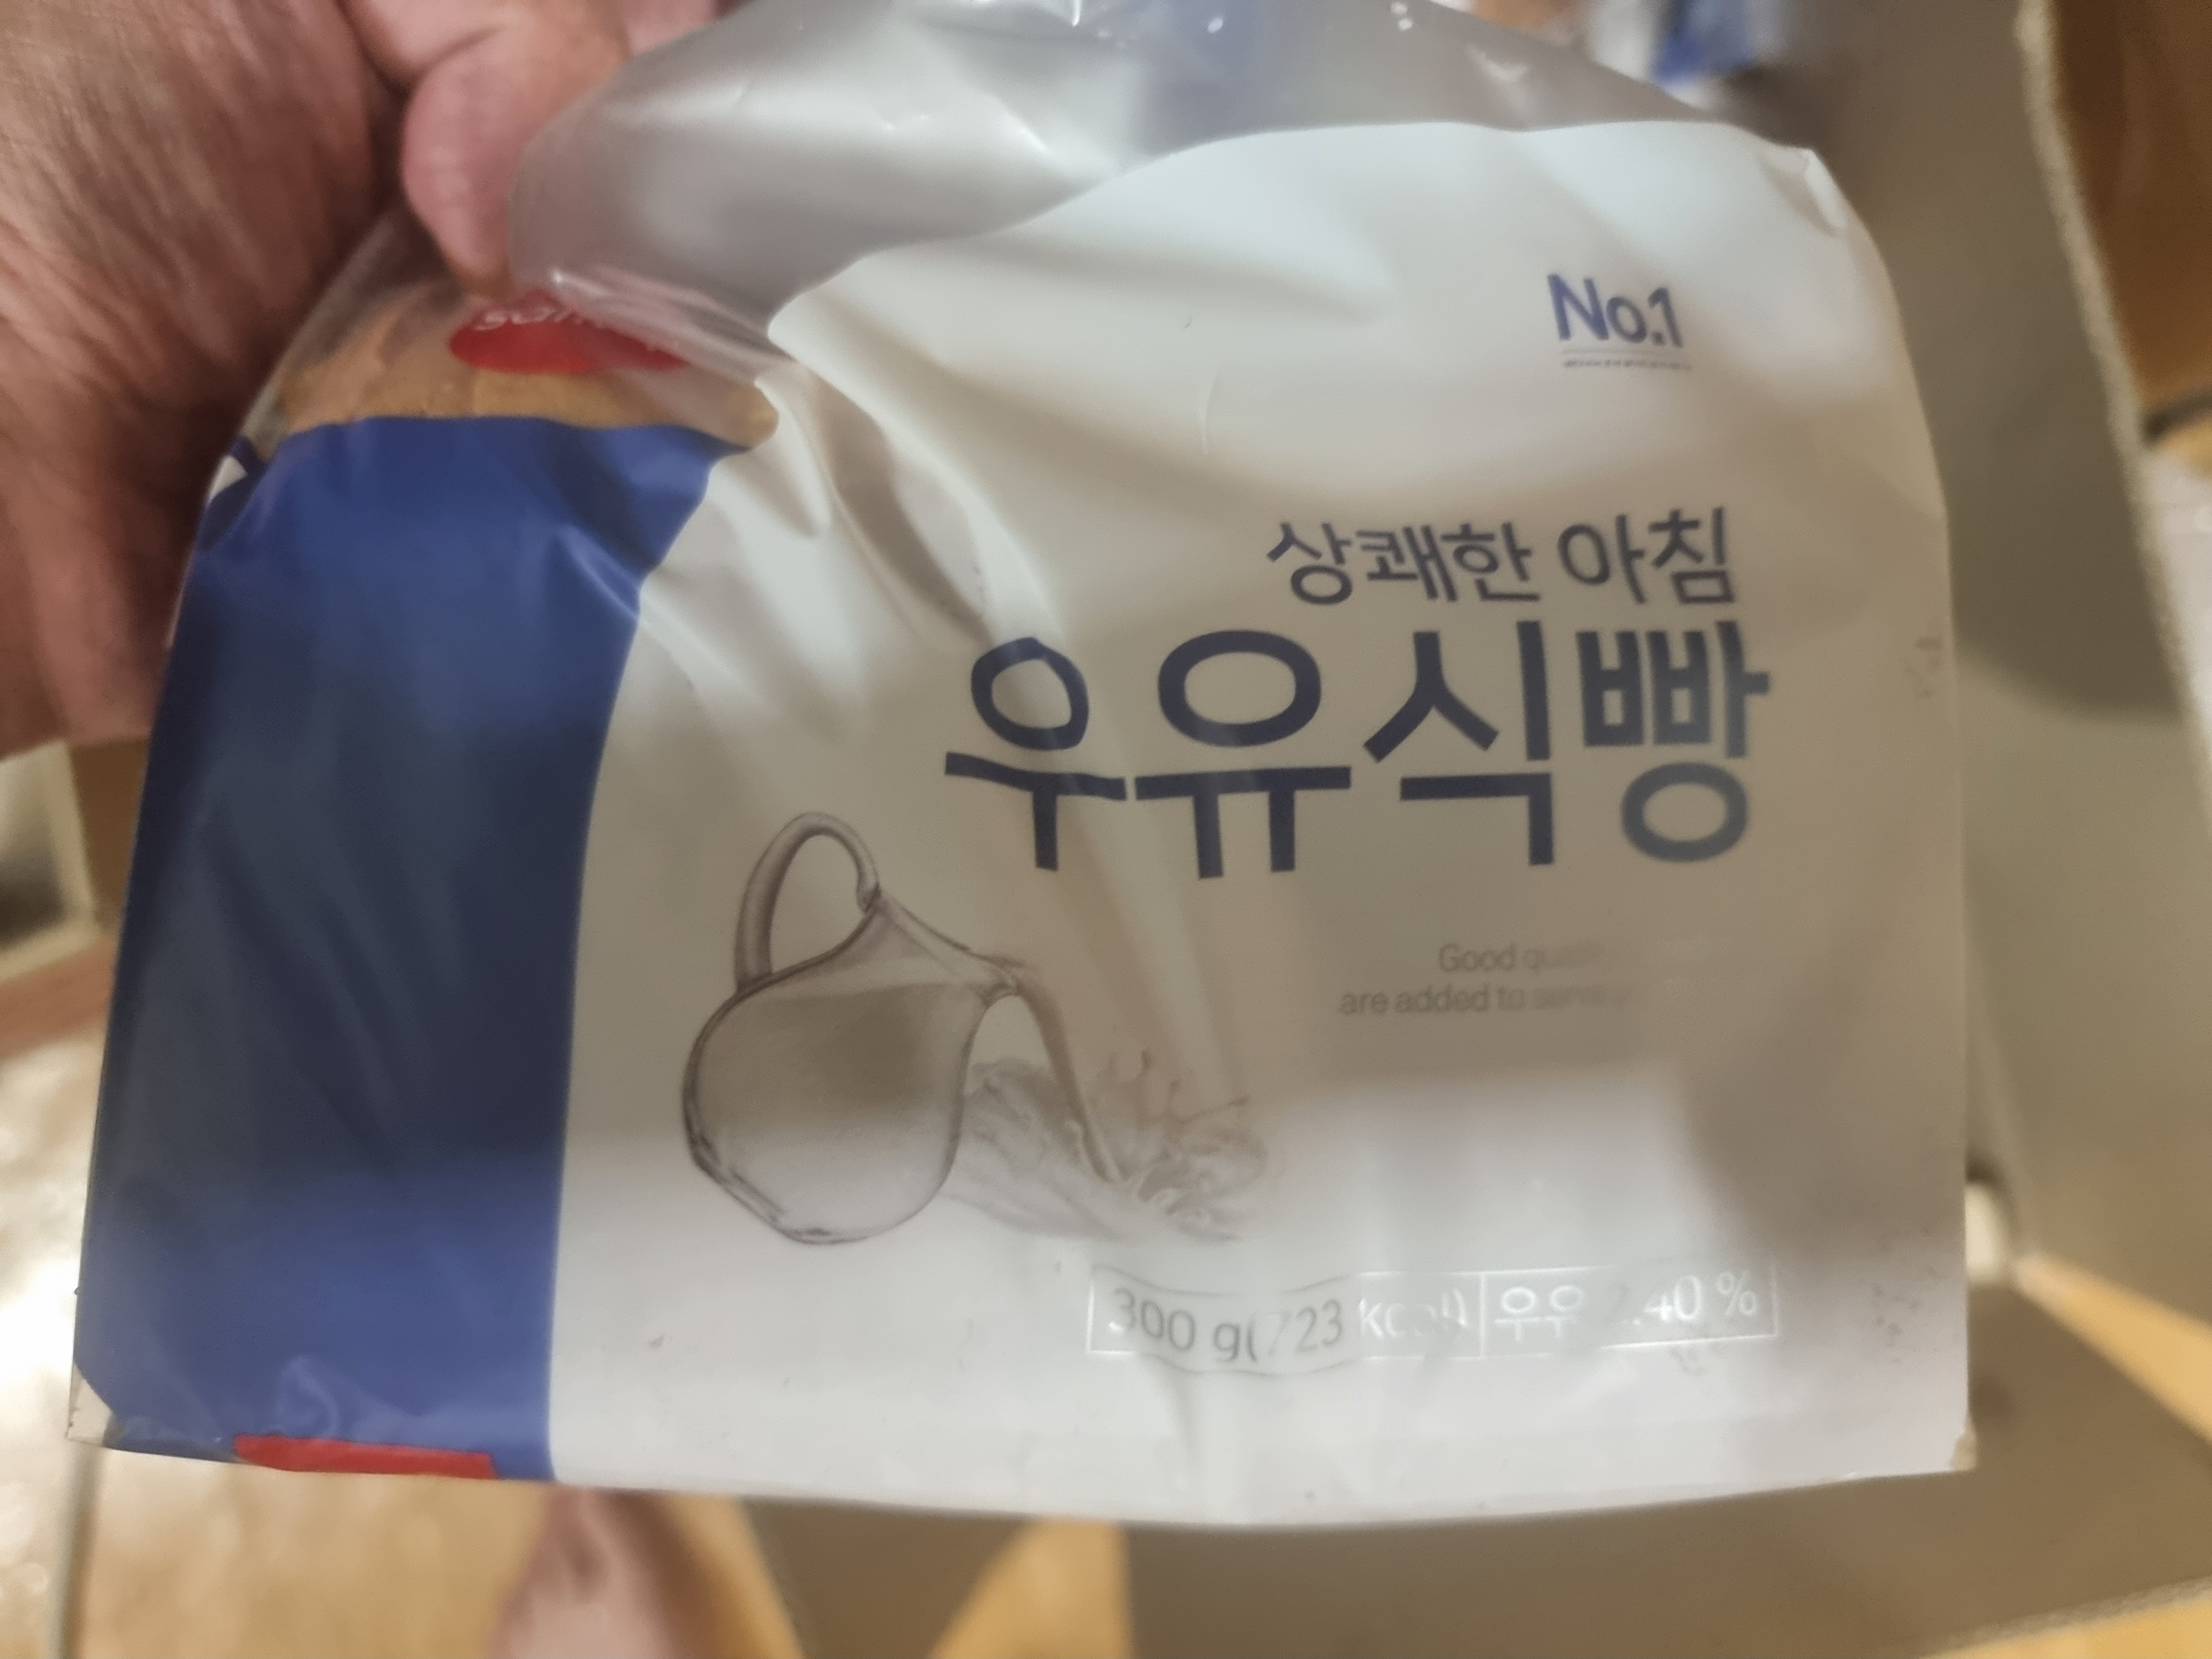 No.1
상쾌한 아침
우유식빵
Good
are added to
300 g(723 kcal) 우유 2.40 %